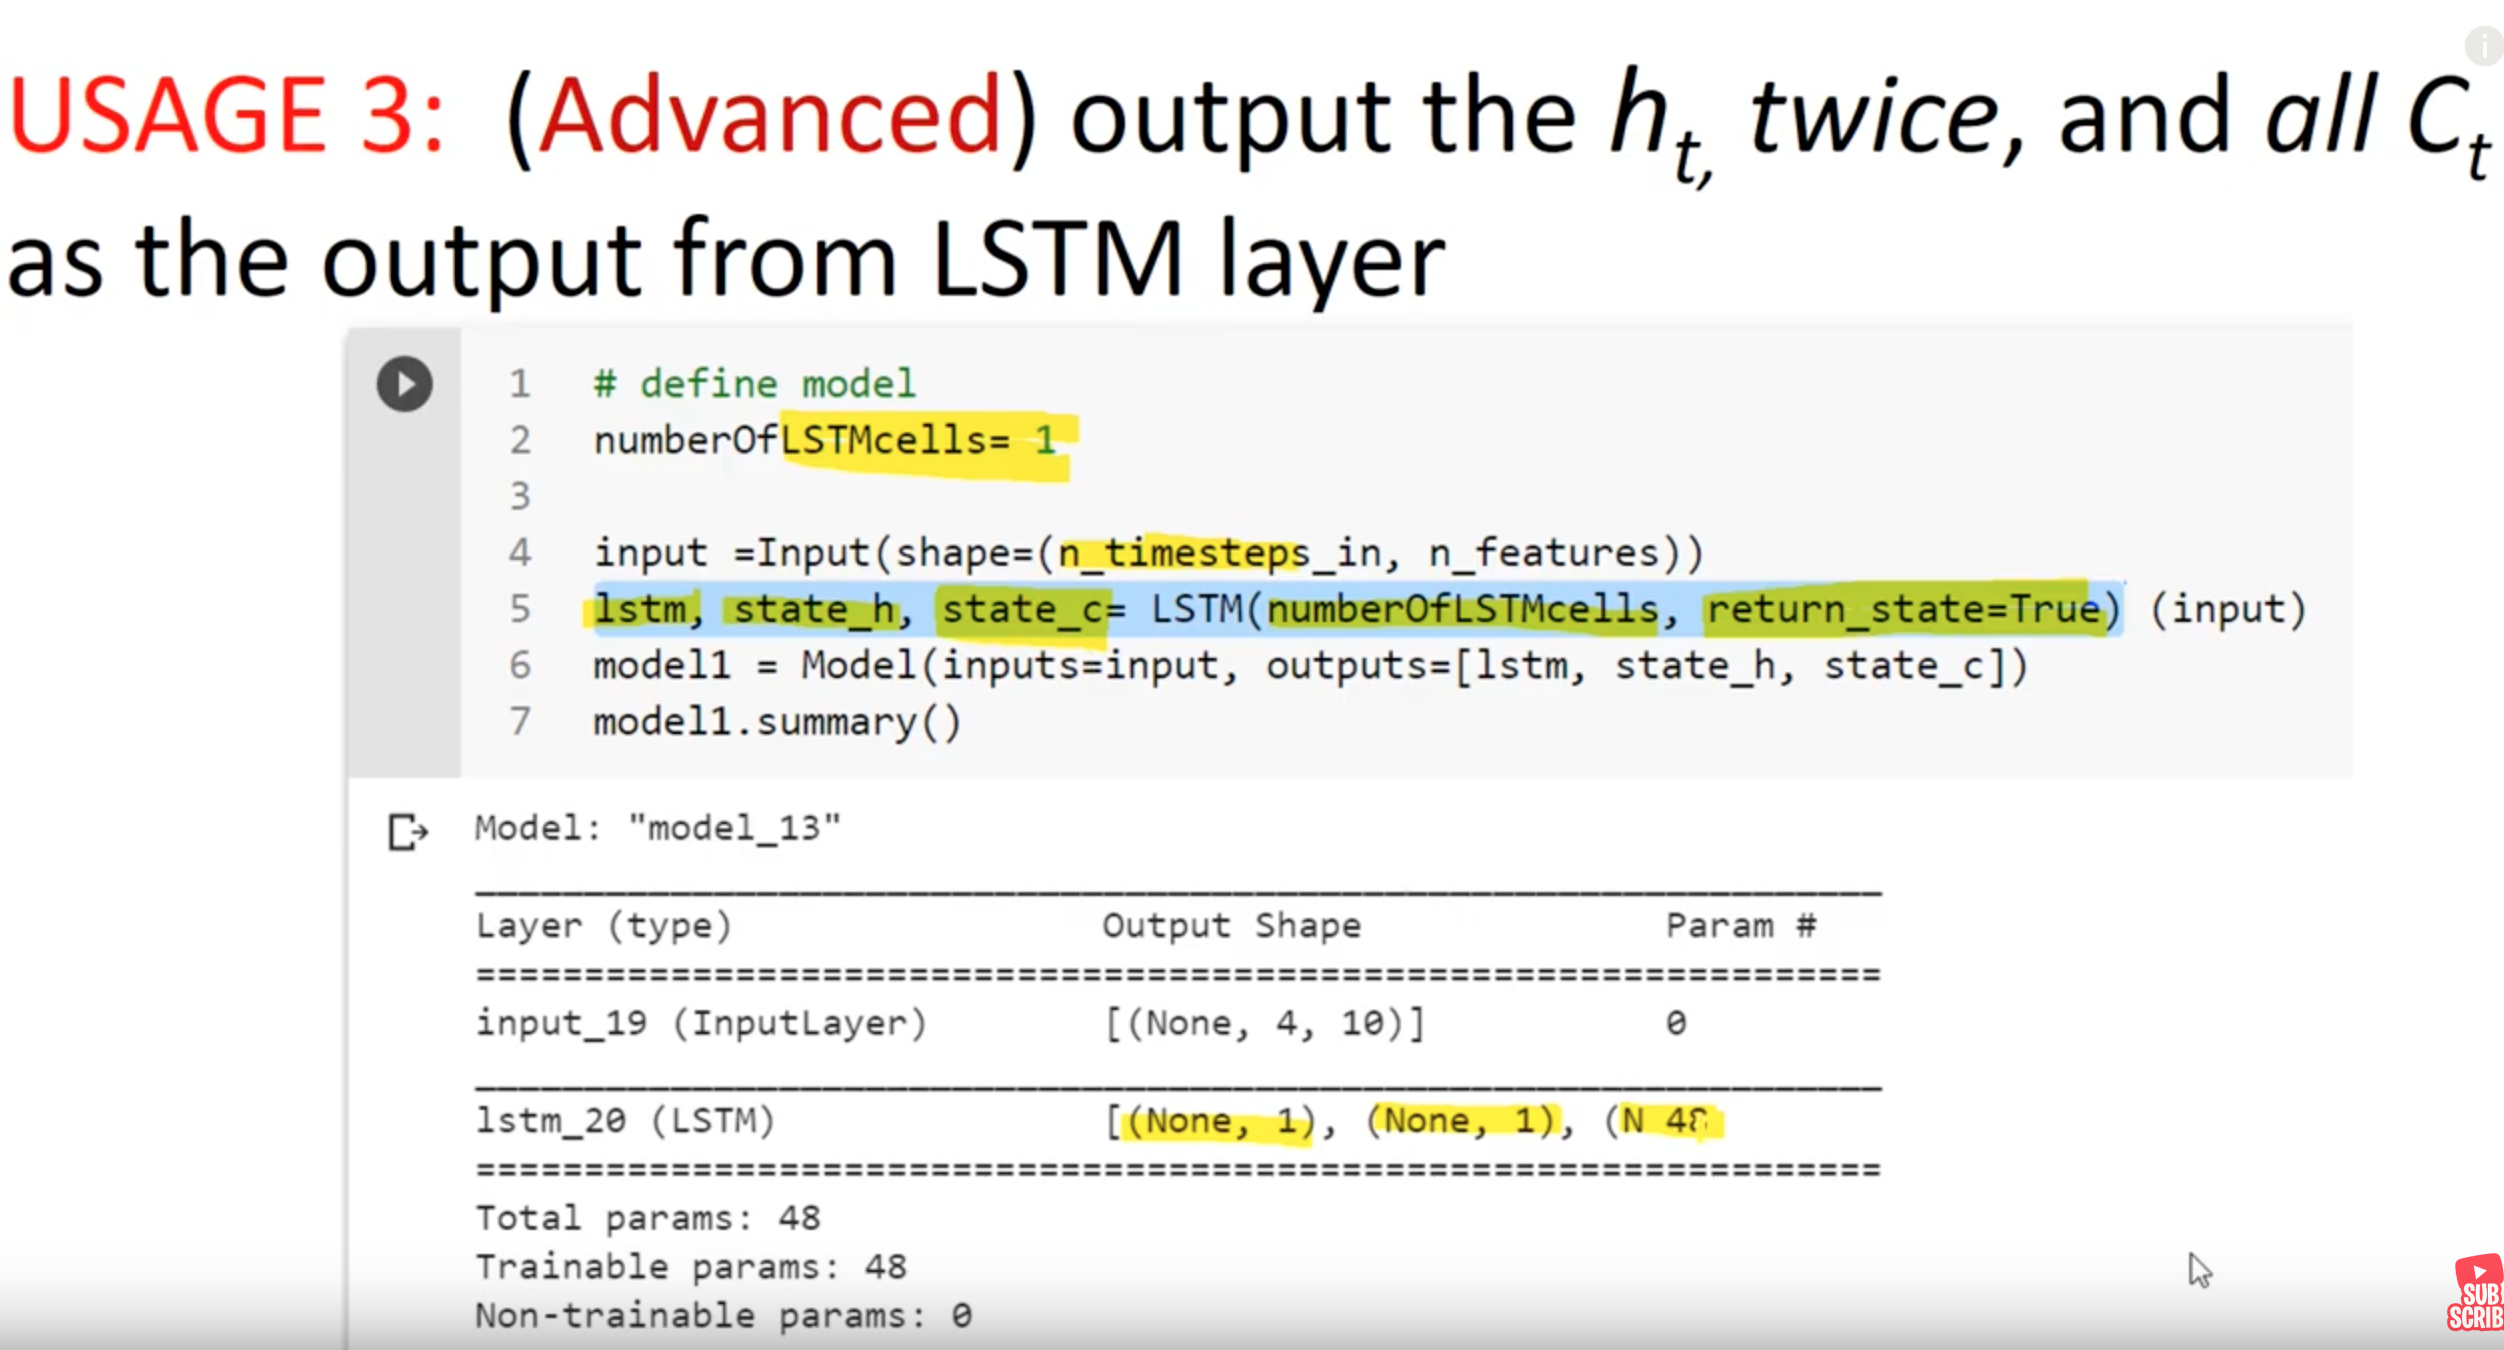 USAGE 3: (Advanced) output the ht, twice, and all Ct
as the output from LSTM layer
1 # define model
2 numberOfLSTMcells= 1
3
4 input =Input(shape=(n_timesteps_in, n_features))
5 lstm, state_h, state_c= LSTM(numberOfLSTMcells, return_state=True) (input)
6 model1 = Model(inputs=input, outputs=[lstm, state_h, state_c])
7 model1.summary()
Model: "model_13"
Layer (type) Output Shape Param #
=================================================================
input_19 (InputLayer) [(None, 4, 10)] 0
lstm_20 (LSTM) [(None, 1), (None, 1), (N 48
=================================================================
Total params: 48
Trainable params: 48
Non-trainable params: 0
SUB
SCRIB